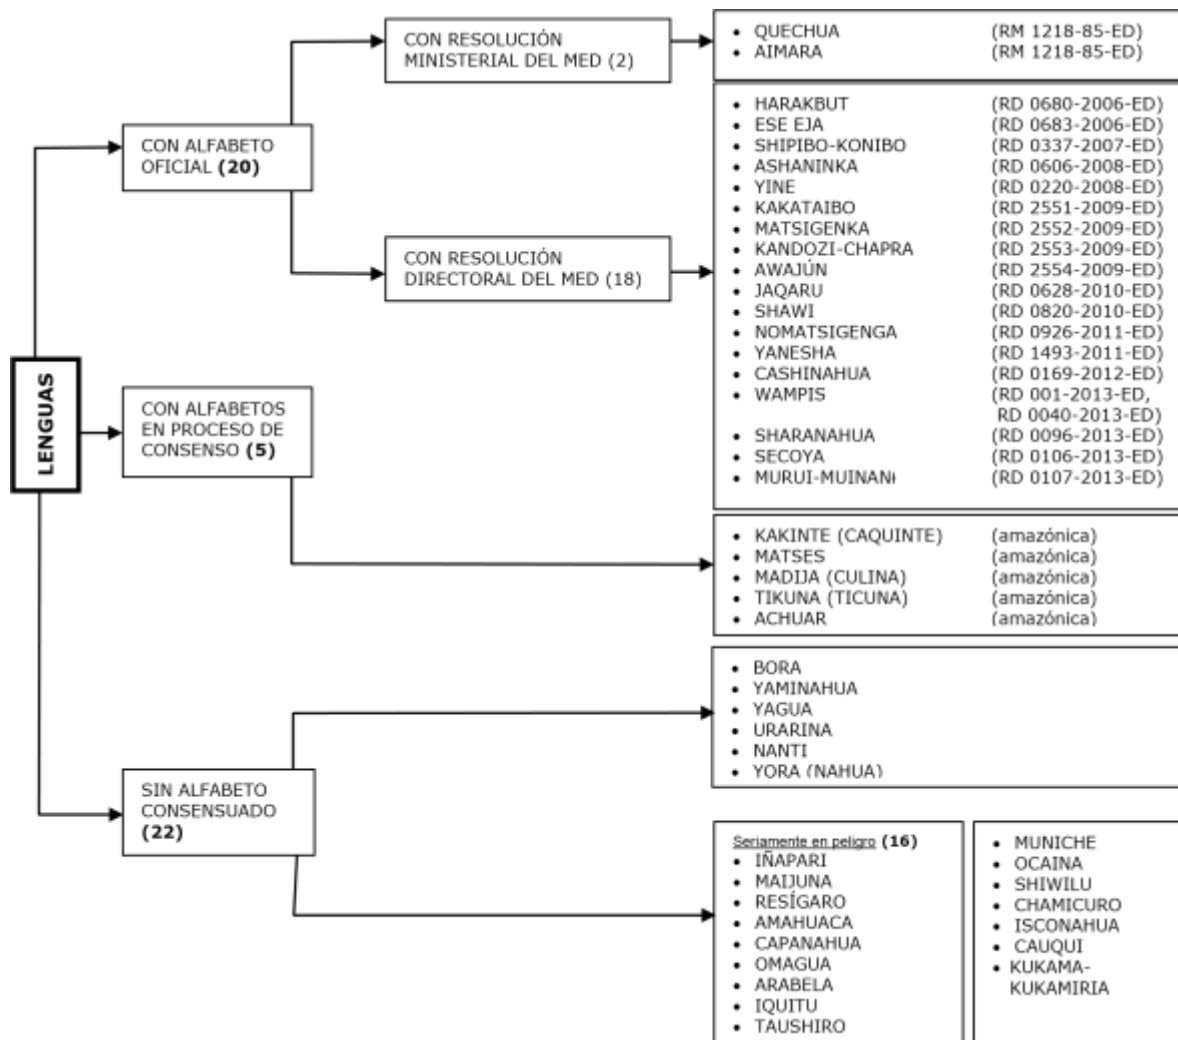 LENGUAS
CON ALFABETO
OFICIAL (20)
CON RESOLUCIÓN
MINISTERIAL DEL MED (2)
• QUECHUA (RM 1218-85-ED)
• AIMARA (RM 1218-85-ED)
CON RESOLUCIÓN
DIRECTORAL DEL MED (18)
• HARAKBUT (RD 0680-2006-ED)
• ESE EJA (RD 0683-2006-ED)
• SHIPIBO-KONIBO (RD 0337-2007-ED)
• ASHANINKA (RD 0606-2008-ED)
• YINE (RD 0220-2008-ED)
• KAKATAIBO (RD 2551-2009-ED)
• MATSIGENKA (RD 2552-2009-ED)
• KANDOZI-CHAPRA (RD 2553-2009-ED)
• AWAJÚN (RD 2554-2009-ED)
• JAQARU (RD 0628-2010-ED)
• SHAWI (RD 0820-2010-ED)
• NOMATSIGENGA (RD 0926-2011-ED)
• YANESHA (RD 1493-2011-ED)
• CASHINAHUA (RD 0169-2012-ED)
• WAMPIS (RD 001-2013-ED,
RD 0040-2013-ED)
• SHARANAHUA (RD 0096-2013-ED)
• SECOYA (RD 0106-2013-ED)
• MURUI-MUINANɨ (RD 0107-2013-ED)
CON ALFABETOS
EN PROCESO DE
CONSENSO (5)
• KAKINTE (CAQUINTE) (amazónica)
• MATSES (amazónica)
• MADIJA (CULINA) (amazónica)
• TIKUNA (TICUNA) (amazónica)
• ACHUAR (amazónica)
SIN ALFABETO
CONSENSUADO
(22)
• BORA
• YAMINAHUA
• YAGUA
• URARINA
• NANTI
• YORA (NAHUA)
Seriamente en peligro (16)
• IÑAPARI
• MAIJUNA
• RESÍGARO
• AMAHUACA
• CAPANAHUA
• OMAGUA
• ARABELA
• IQUITU
• TAUSHIRO
• MUNICHE
• OCAINA
• SHIWILU
• CHAMICURO
• ISCONAHUA
• CAUQUI
• KUKAMA-
KUKAMIRIA